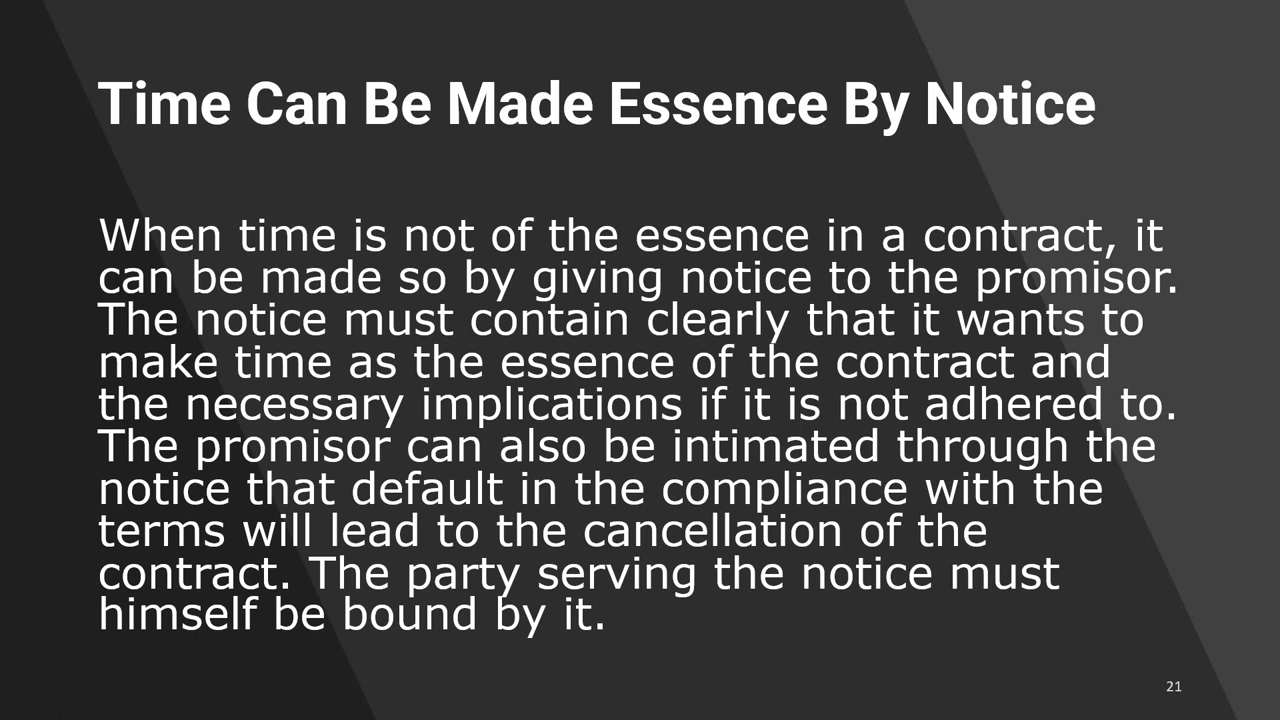 Time Can Be Made Essence By Notice
When time is not of the essence in a contract, it
can be made so by giving notice to the promisor.
The notice must contain clearly that it wants to
make time as the essence of the contract and
the necessary implications if it is not adhered to.
The promisor can also be intimated through the
notice that default in the compliance with the
terms will lead to the cancellation of the
contract. The party serving the notice must
himself be bound by it.
21